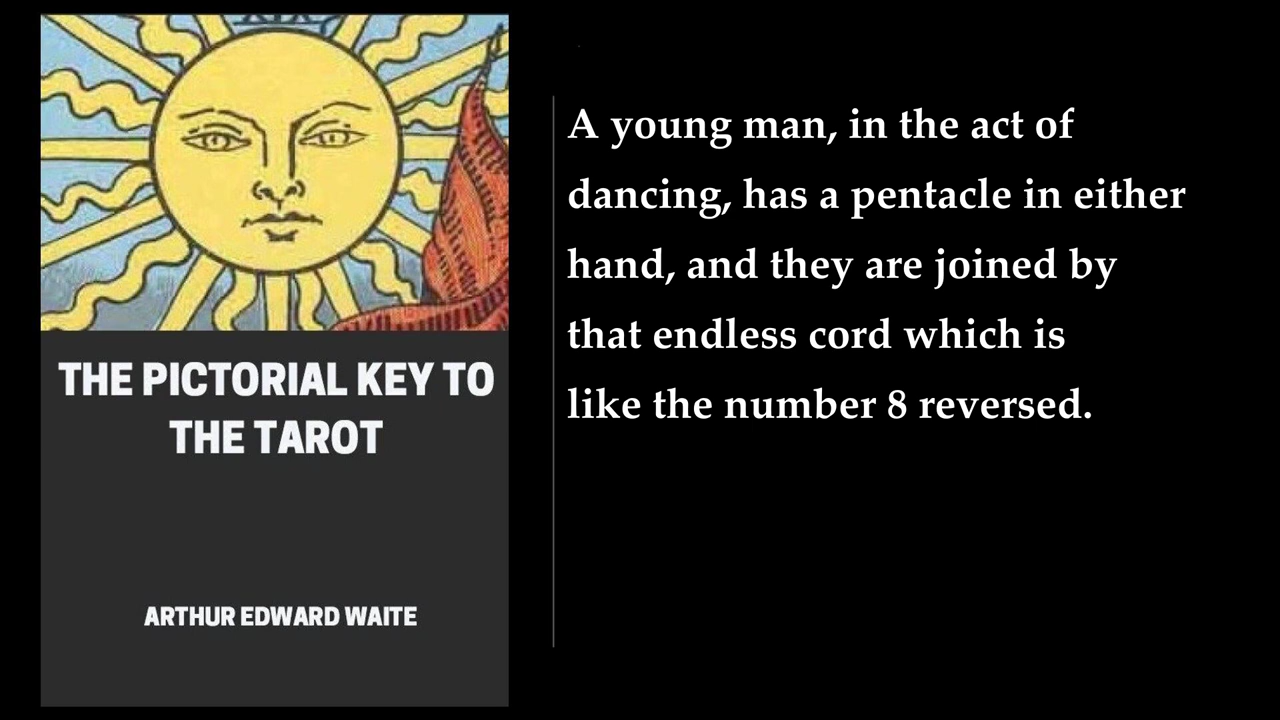 XIX
THE PICTORIAL KEY TO
THE TAROT
ARTHUR EDWARD WAITE
A young man, in the act of
dancing, has a pentacle in either
hand, and they are joined by
that endless cord which is
like the number 8 reversed.